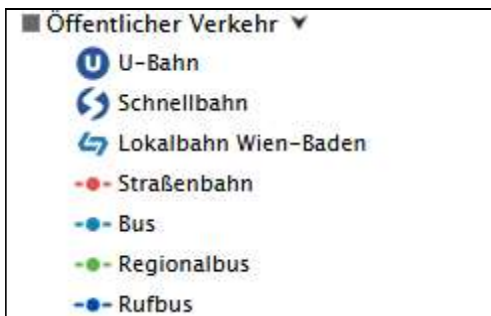 Öffentlicher Verkehr
U-Bahn
Schnellbahn
Lokalbahn Wien-Baden
Straßenbahn
Bus
Regionalbus
Rufbus